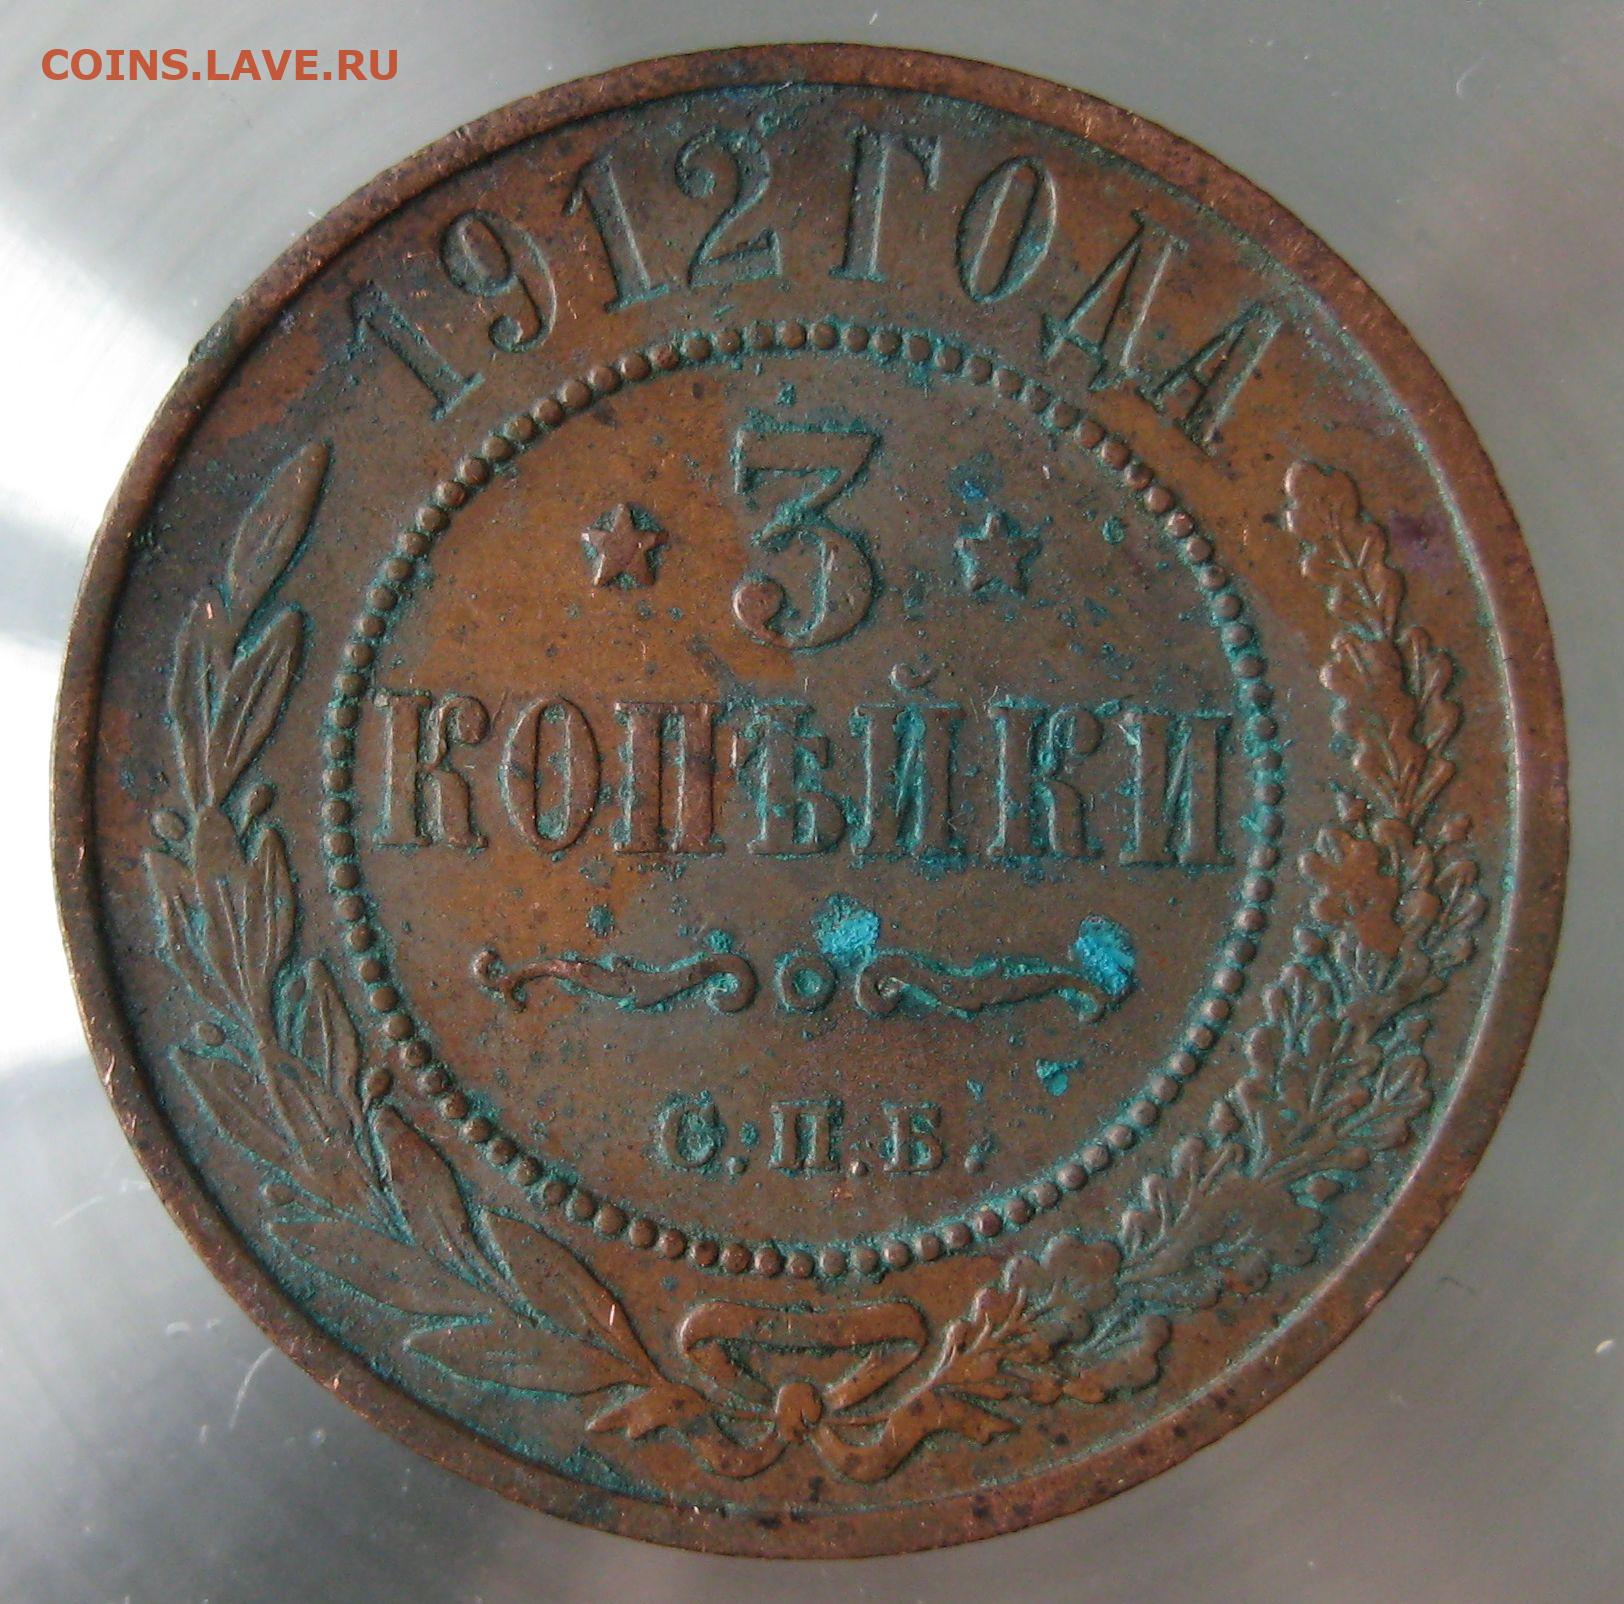 COINS.LAVE.RU
1912 ГОДА
3
КОПѢЙКИ
С.П.Б.